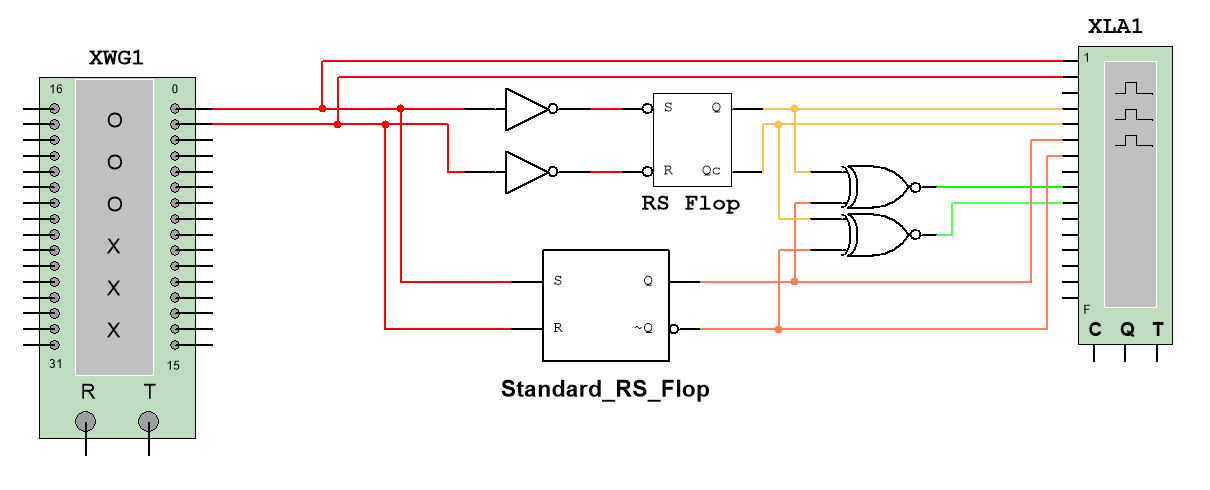 XLA1
XWG1
1
16 0
O
S Q
O
R Qc
RS Flop
O
X
S Q
X
F
R ~Q
X
C Q T
31 15
R T
Standard_RS_Flop